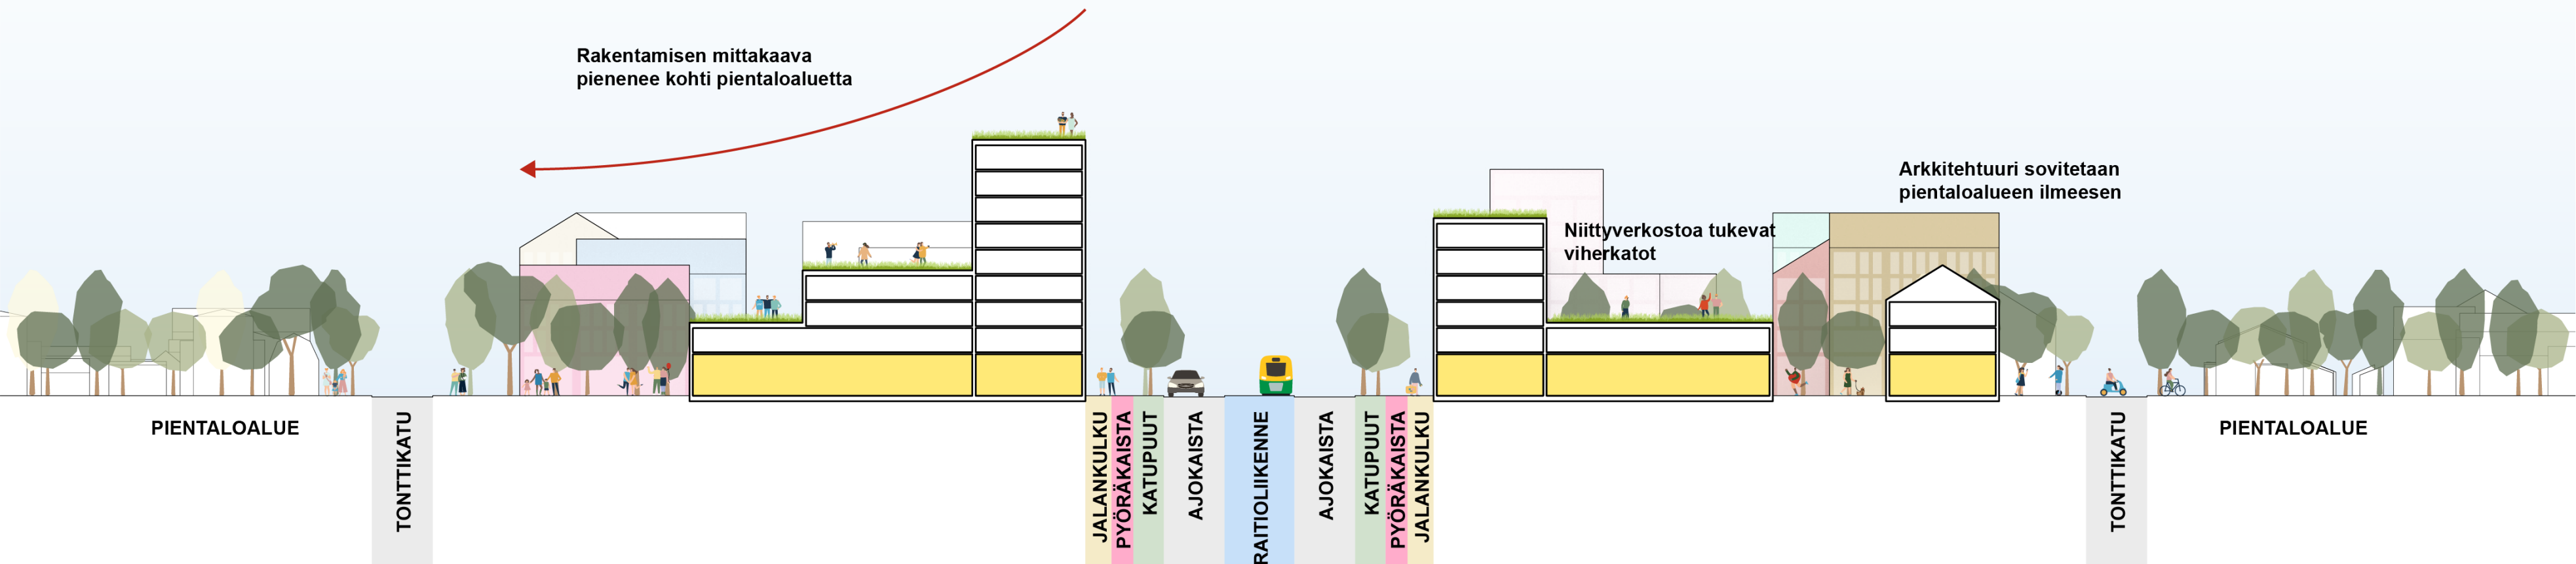 Rakentamisen mittakaava
pienenee kohti pientaloaluetta
Arkkitehtuuri sovitetaan
pientaloalueen ilmeesen
Niittyverkostoa tukevat
viherkatot
PIENTALOALUE
TONTTIKATU
JALANKULKU
PYÖRÄKAISTA
KATUPUUT
AJOKAISTA
RAITIOLIIKENNE
AJOKAISTA
KATUPUUT
PYÖRÄKAISTA
JALANKULKU
TONTTIKATU
PIENTALOALUE